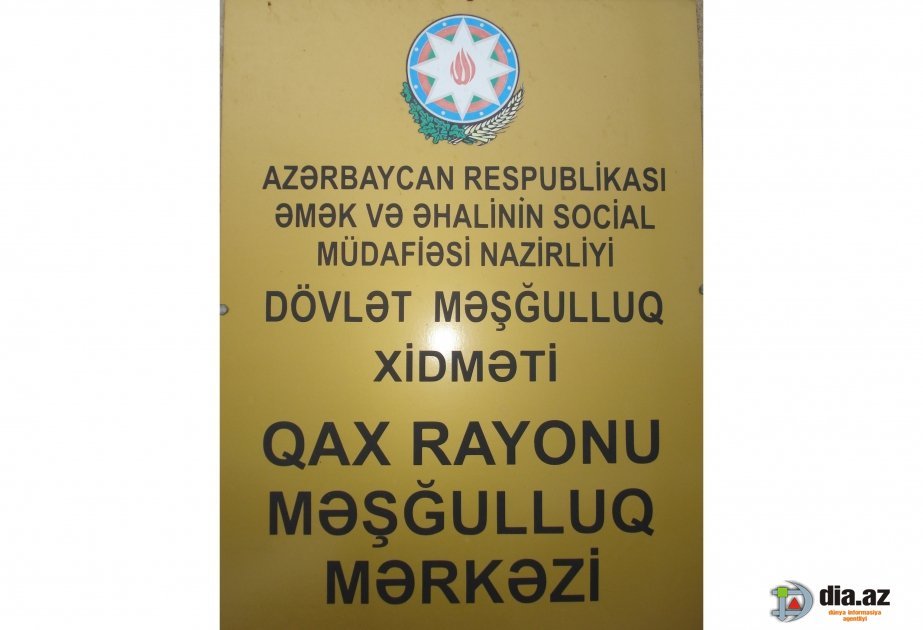 AZƏRBAYCAN RESPUBLİKASI
ƏMƏK VƏ ƏHALİNİN SOCİAL
MÜDAFİƏSİ NAZİRLİYİ
DÖVLƏT MƏŞĞULLUQ
XİDMƏTİ
QAX RAYONU
MƏŞĞULLUQ
MƏRKƏZİ
dia.az
dünya informasiya
agentliyi